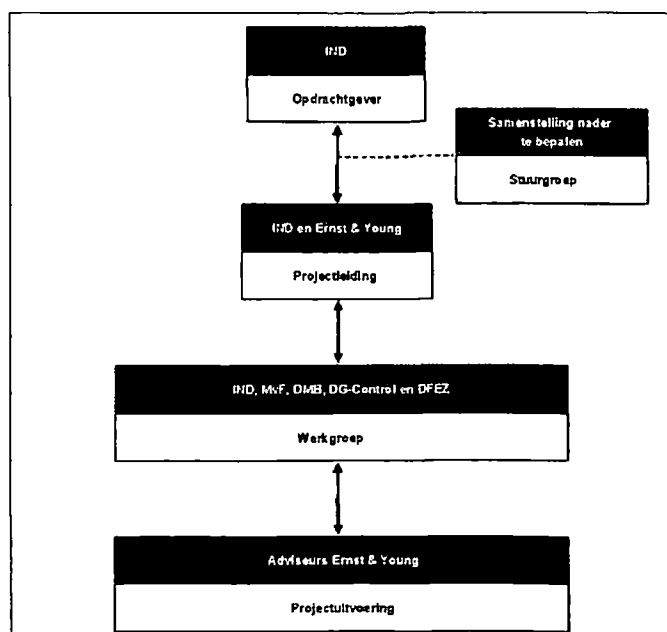 IND
Opdrachtgever
Samenstelling nader
te bepalen
Stuurgroep
IND en Ernst & Young
Projectleiding
IND, MvF, DMB, DG-Control en DFEZ
Werkgroep
Adviseurs Ernst & Young
Projectuitvoering